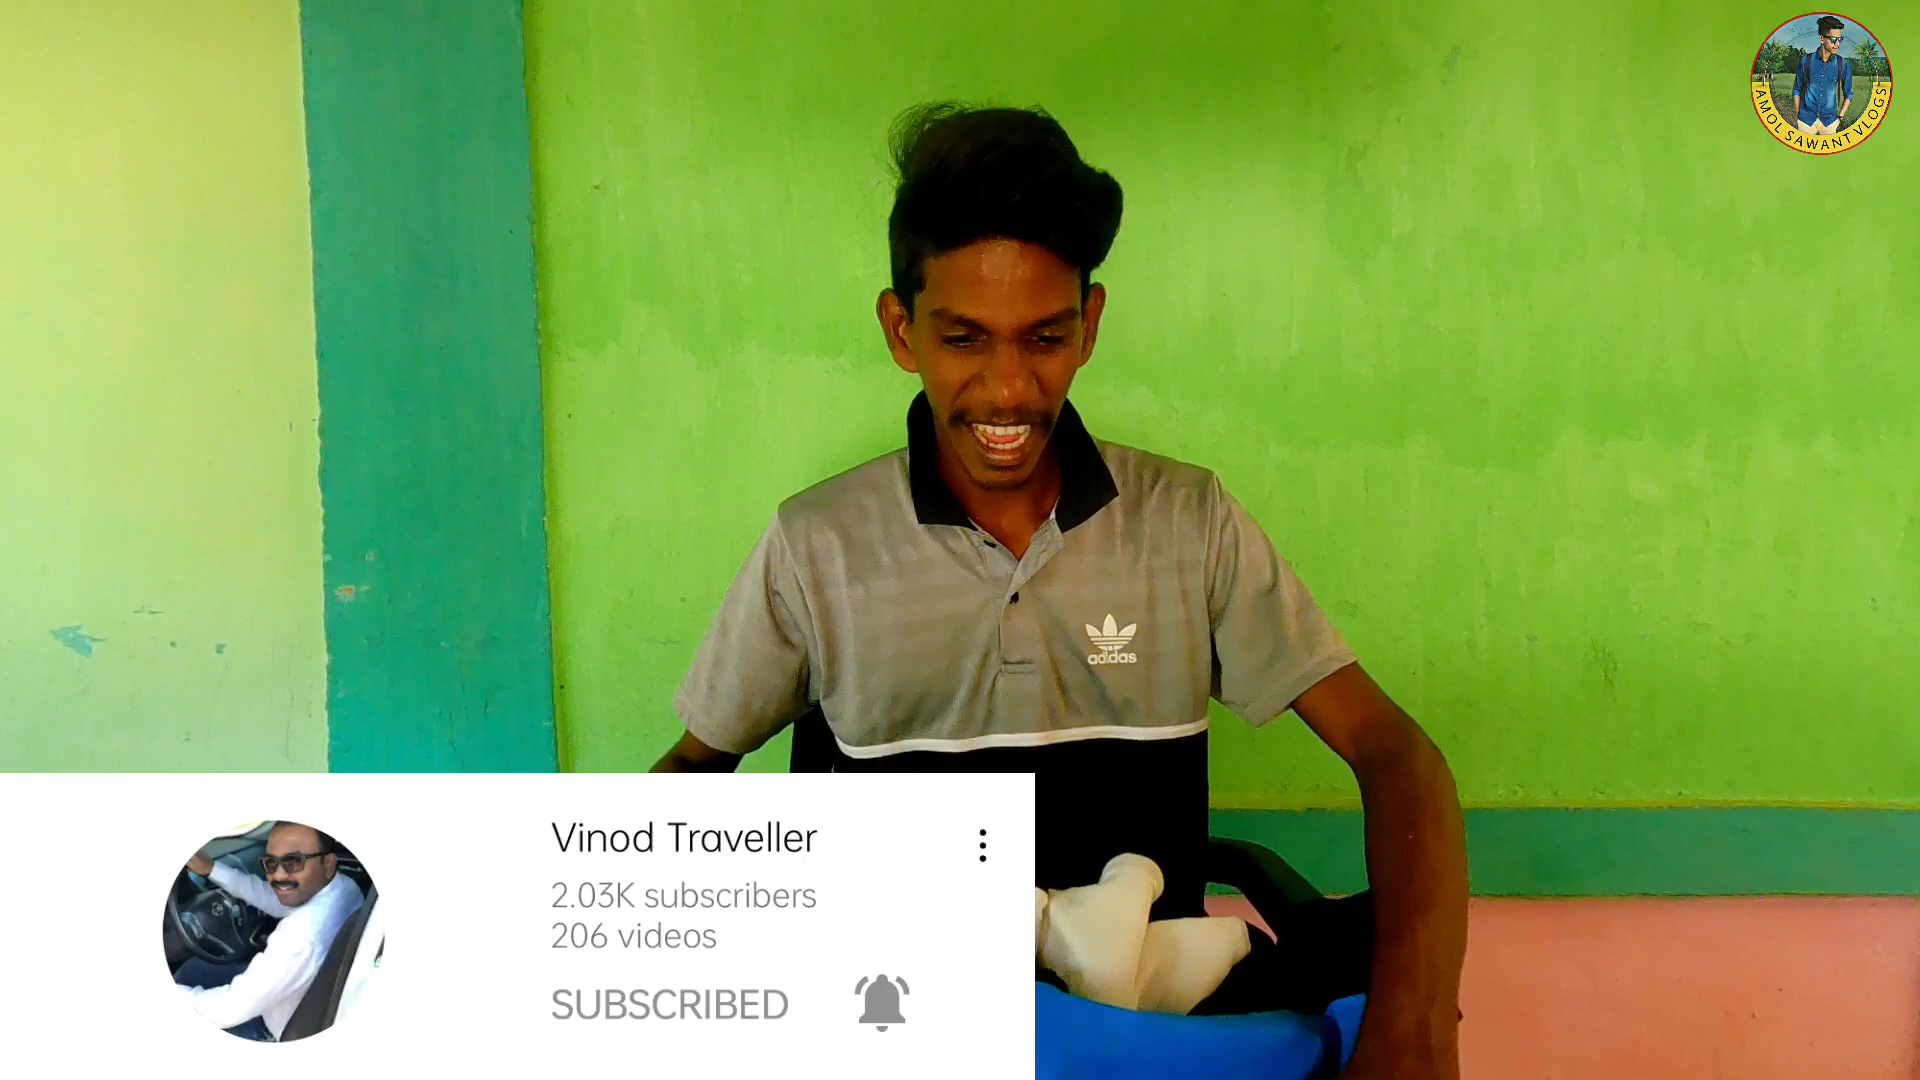 AMOL SAWANT VLOGS
adidas
Vinod Traveller
2.03K subscribers
206 videos
SUBSCRIBED